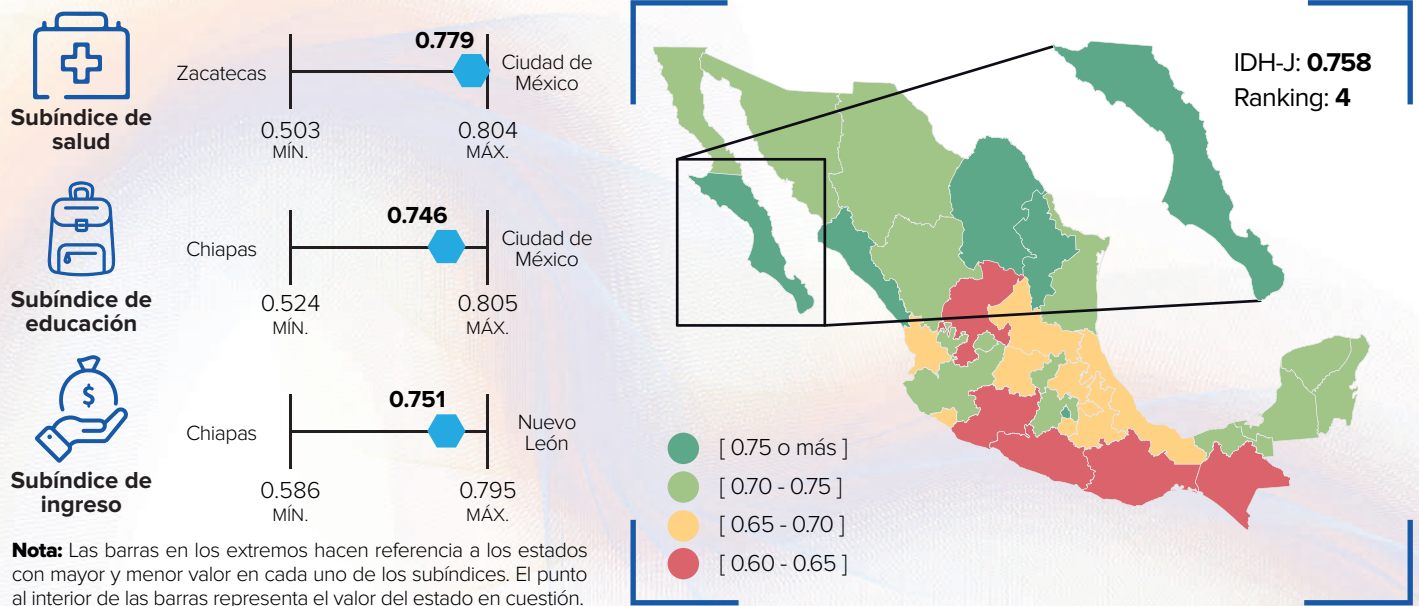 Subíndice de
salud
Zacatecas
0.779
Ciudad de
México
0.503
MÍN.
0.804
MÁX.
Subíndice de
educación
Chiapas
0.746
Ciudad de
México
0.524
MÍN.
0.805
MÁX.
$
Subíndice de
ingreso
Chiapas
0.751
Nuevo
León
0.586
MÍN.
0.795
MÁX.
Nota: Las barras en los extremos hacen referencia a los estados
con mayor y menor valor en cada uno de los subíndices. El punto
al interior de las barras representa el valor del estado en cuestión.
IDH-J: 0.758
Ranking: 4
[ 0.75 o más ]
[ 0.70 - 0.75 ]
[ 0.65 - 0.70 ]
[ 0.60 - 0.65 ]